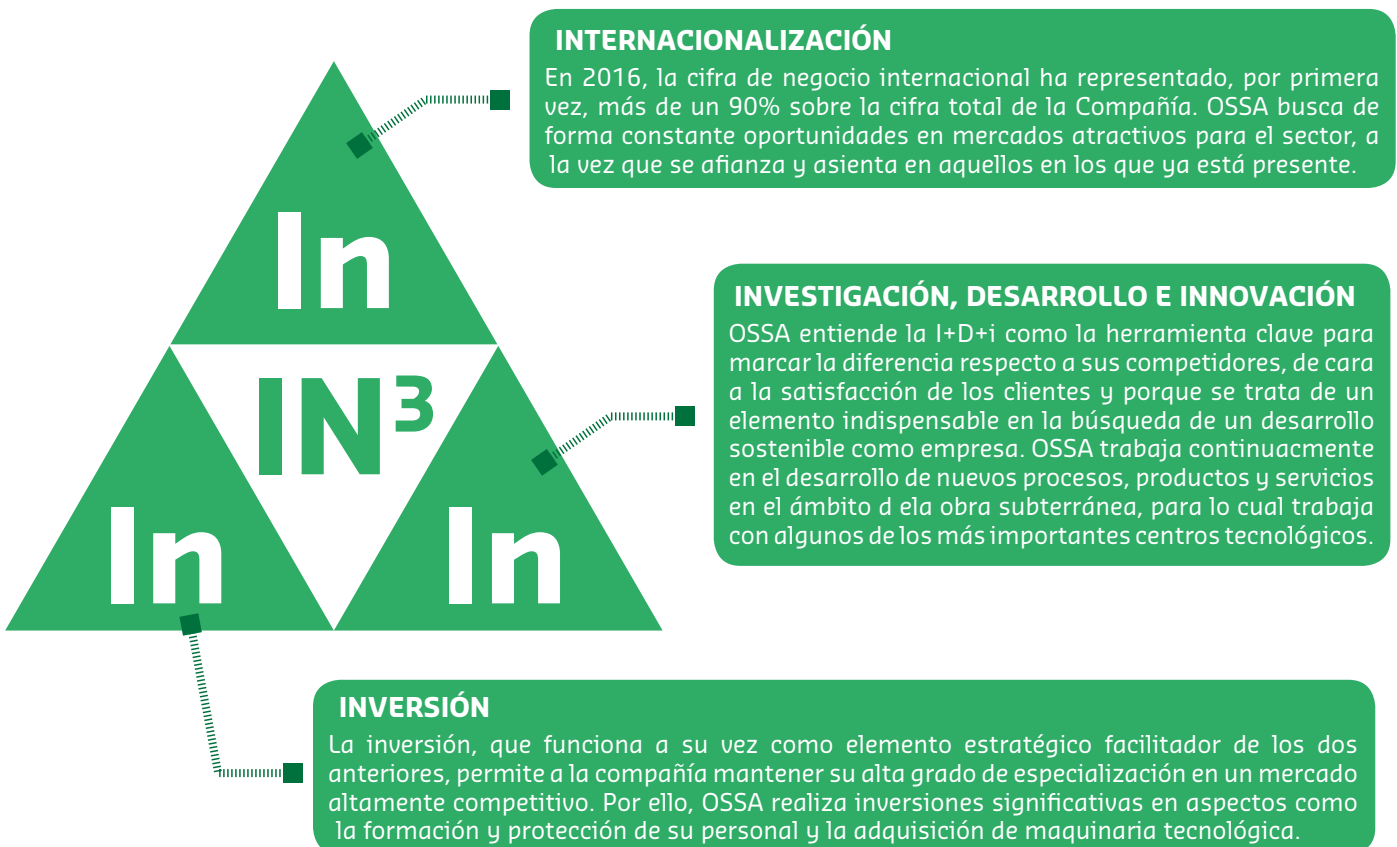 INTERNACIONALIZACIÓN
En 2016, la cifra de negocio internacional ha representado, por primera
vez, más de un 90% sobre la cifra total de la Compañía. OSSA busca de
forma constante oportunidades en mercados atractivos para el sector, a
la vez que se afianza y asienta en aquellos en los que ya está presente.
In
INVESTIGACIÓN, DESARROLLO E INNOVACIÓN
OSSA entiende la I+D+i como la herramienta clave para
marcar la diferencia respecto a sus competidores, de cara
a la satisfacción de los clientes y porque se trata de un
elemento indispensable en la búsqueda de un desarrollo
sostenible como empresa. OSSA trabaja continuacmente
en el desarrollo de nuevos procesos, productos y servicios
en el ámbito d ela obra subterránea, para lo cual trabaja
con algunos de los más importantes centros tecnológicos.
IN³
In
In
INVERSIÓN
La inversión, que funciona a su vez como elemento estratégico facilitador de los dos
anteriores, permite a la compañía mantener su alta grado de especialización en un mercado
altamente competitivo. Por ello, OSSA realiza inversiones significativas en aspectos como
la formación y protección de su personal y la adquisición de maquinaria tecnológica.